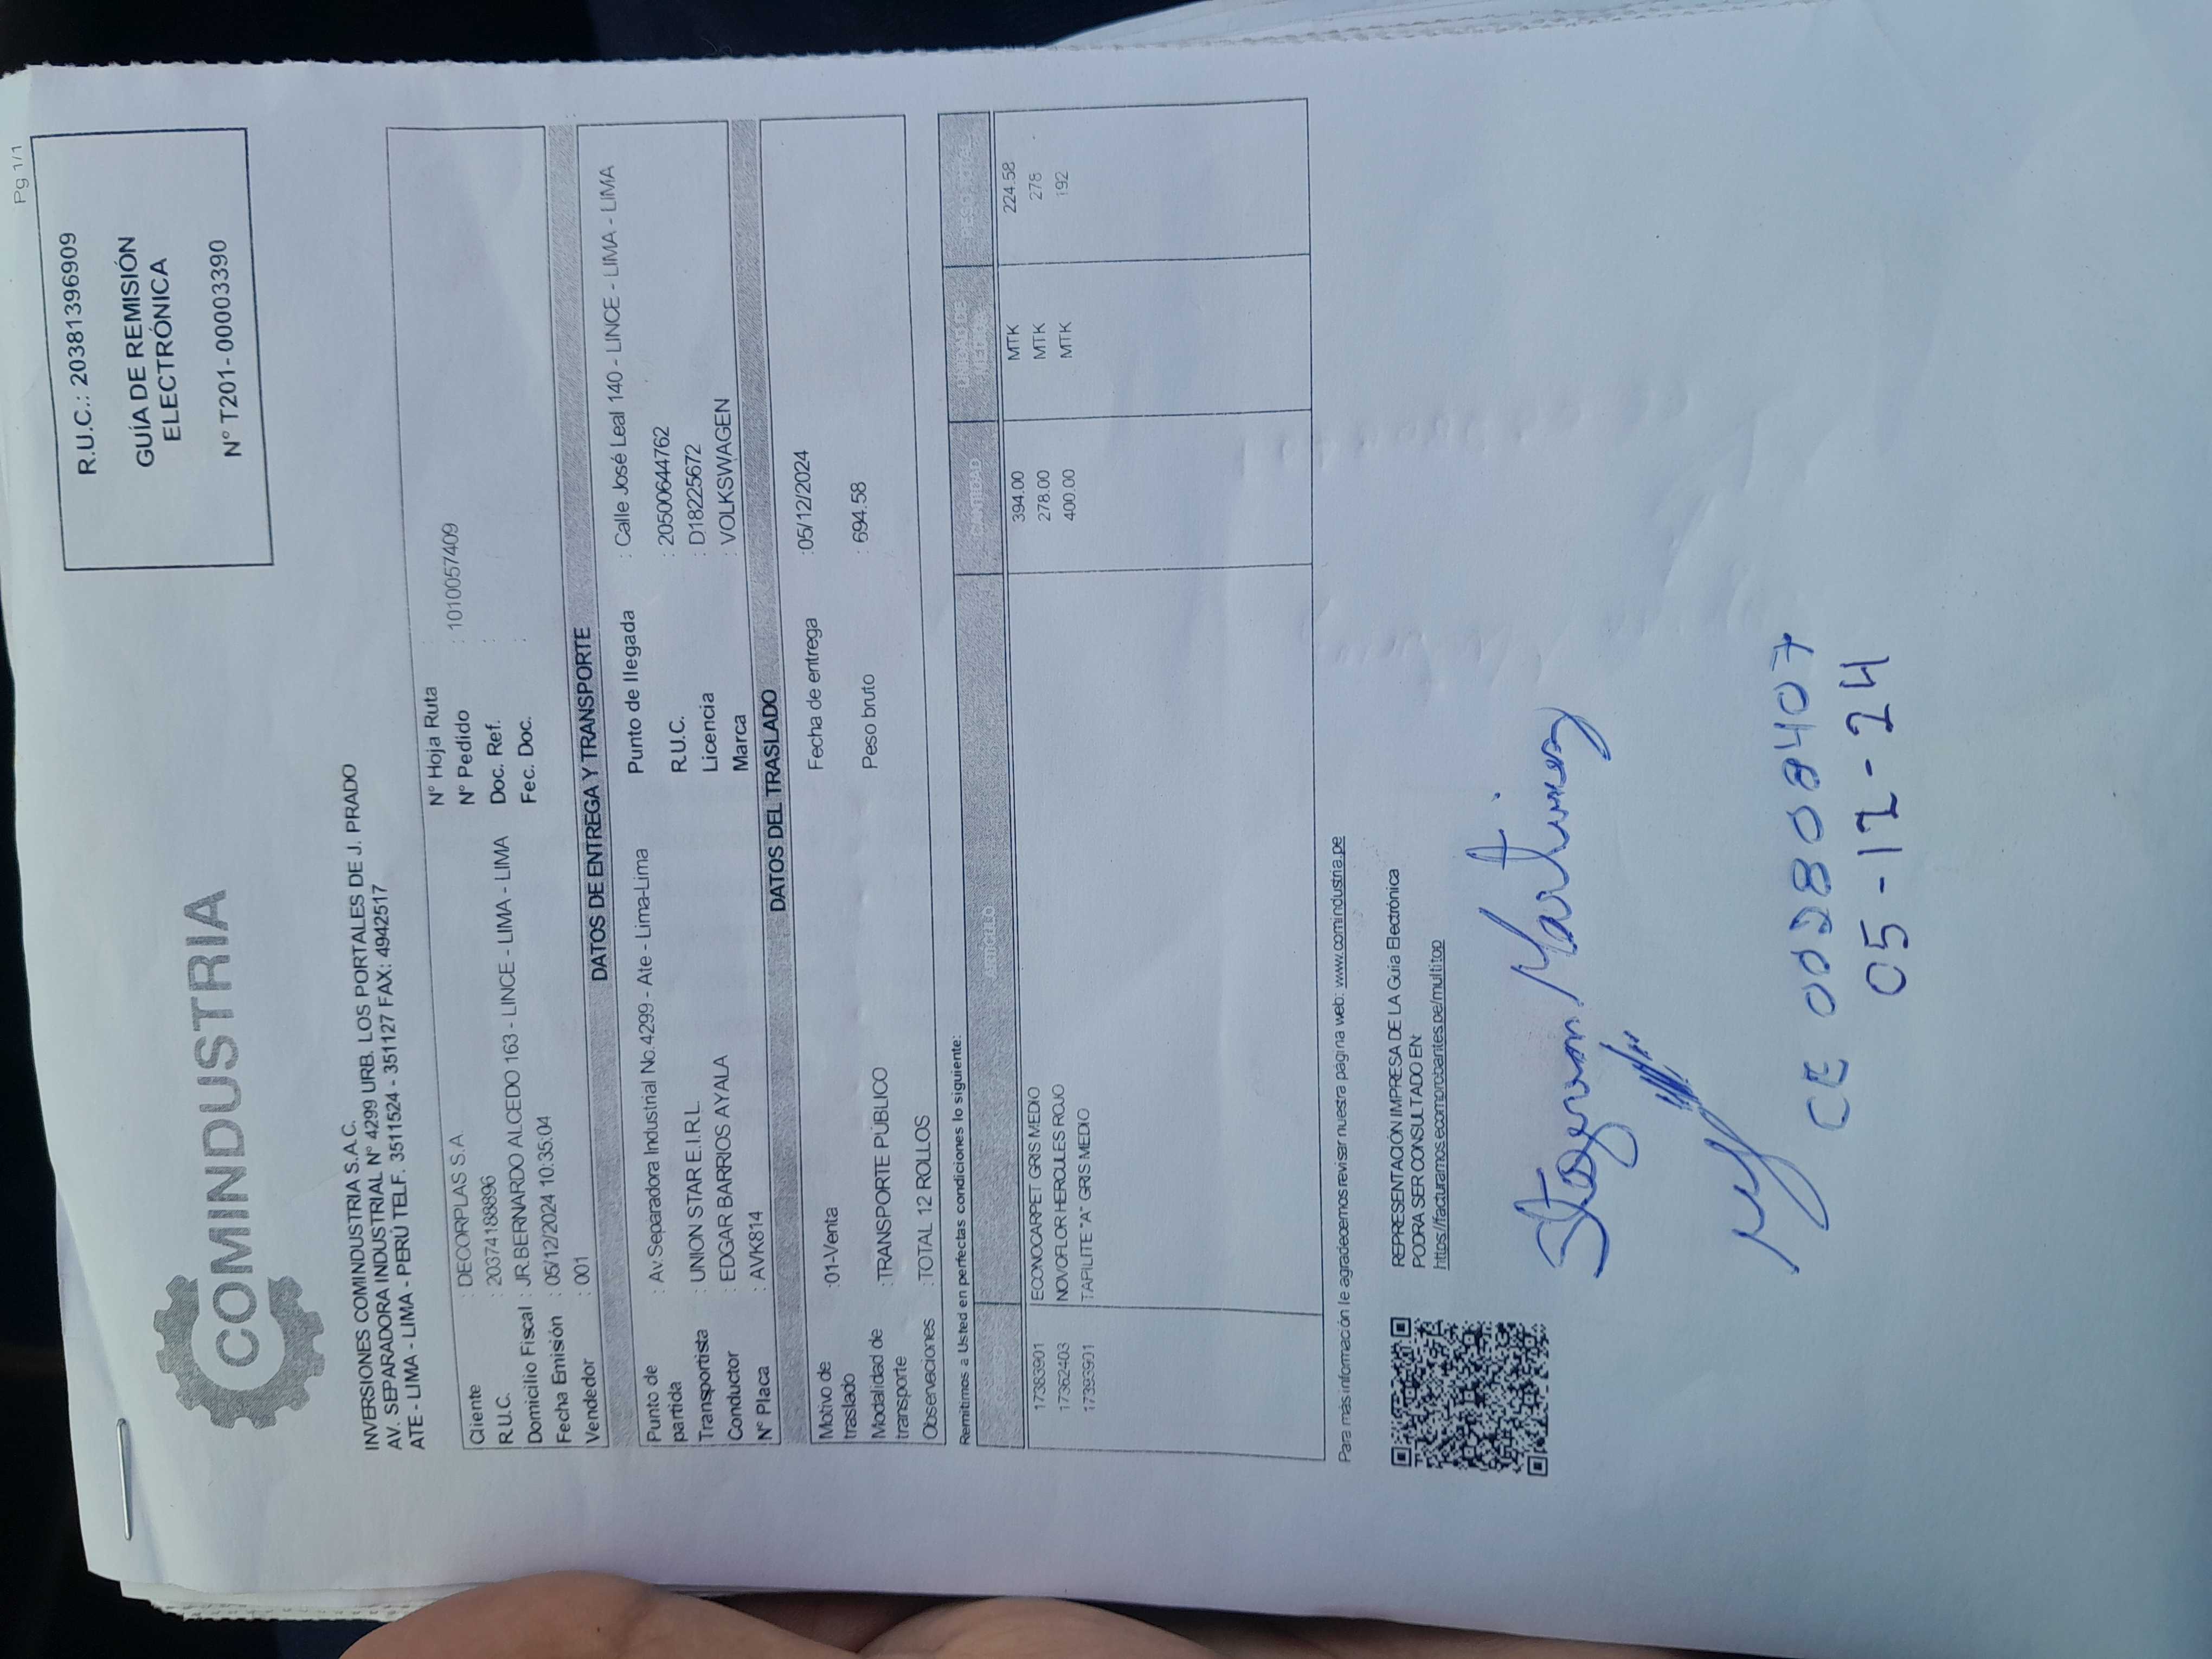 Pg 1/1
R.U.C.: 20381396909
GUÍA DE REMISIÓN
ELECTRÓNICA
N° T201- 00003390
COMINDUSTRIA
INVERSIONES COMINDUSTRIA S.A.C.
AV. SEPARADORA INDUSTRIAL N° 4299 URB. LOS PORTALES DE J. PRADO
ATE - LIMA - LIMA - PERÚ TELF. 3511524 - 351127 FAX: 4942517
N° Hoja Ruta :
Cliente : DECORPLAS S.A. N° Pedido : 1010057409
R.U.C. : 20374188896 Doc. Ref. :
Domicilio Fiscal : JR.BERNARDO ALCEDO 163 - LINCE - LIMA - LIMA Fec. Doc. :
Fecha Emisión : 05/12/2024 10:35:04
Vendedor : 001
DATOS DE ENTREGA Y TRANSPORTE
Punto de partida : Av.Separadora Industrial No.4299 - Ate - Lima-Lima Punto de llegada : Calle José Leal 140 - LINCE - LIMA - LIMA
Transportista : UNION STAR E.I.R.L. R.U.C. : 20500644762
Conductor : EDGAR BARRIOS AYALA Licencia : D18225672
N° Placa : AVK814 Marca : VOLKSWAGEN
DATOS DEL TRASLADO
Motivo de traslado :01-Venta Fecha de entrega :05/12/2024
Modalidad de transporte :TRANSPORTE PÚBLICO Peso bruto : 694.58
Observaciones :TOTAL 12 ROLLOS
Remitimos a Usted en perfectas condiciones lo siguiente:
ARTICULO CANTIDAD UNIDAD DE MEDIDA
17383901 ECONOCARPET GRIS MEDIO 394.00 MTK 224.58
17362403 NOVOFLOR HERCULES ROJO 278.00 MTK 278
17393901 TAPILITE "A" GRIS MEDIO 400.00 MTK 192
Para más información le agradecemos revisar nuestra página web: www.comindustria.pe
REPRESENTACIÓN IMPRESA DE LA Guia Electrónica
PODRA SER CONSULTADO EN:
https://facturamos.ecomprobantes.pe/multitop
Martinez
CE
05-12-24